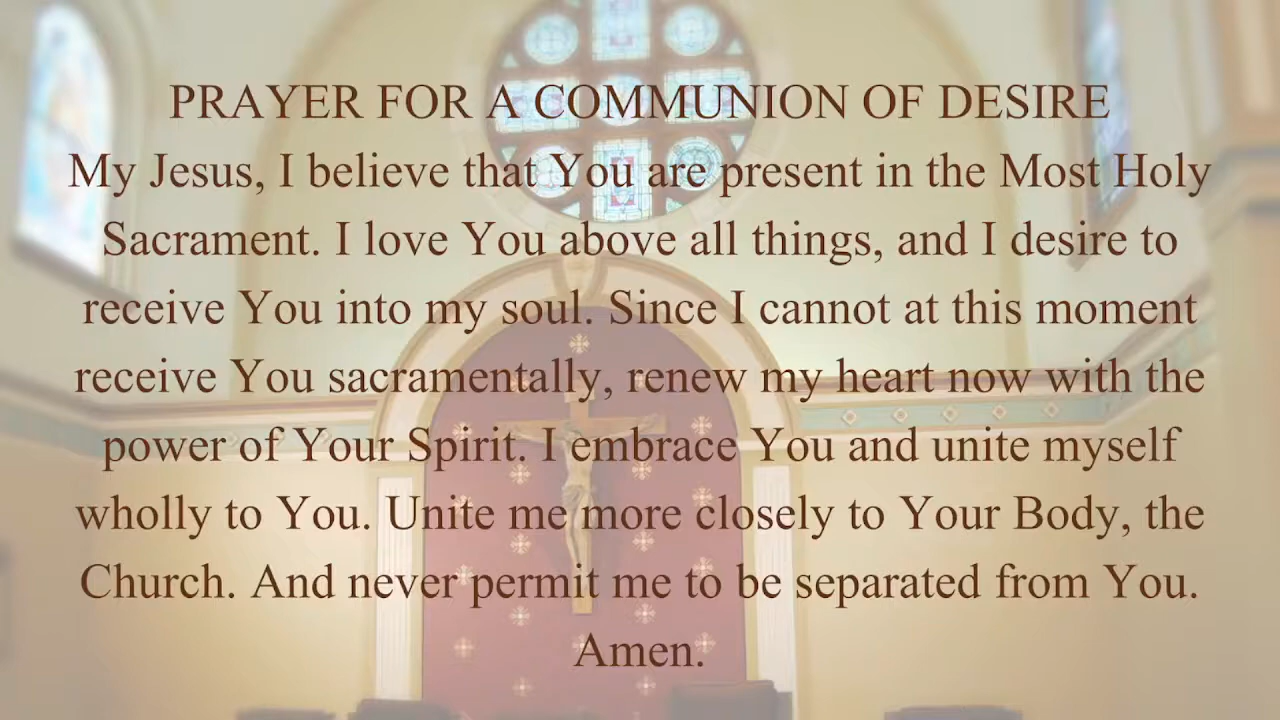 PRAYER FOR A COMMUNION OF DESIRE
My Jesus, I believe that You are present in the Most Holy
Sacrament. I love You above all things, and I desire to
receive You into my soul. Since I cannot at this moment
receive You sacramentally, renew my heart now with the
power of Your Spirit. I embrace You and unite myself
wholly to You. Unite me more closely to Your Body, the
Church. And never permit me to be separated from You.
Amen.